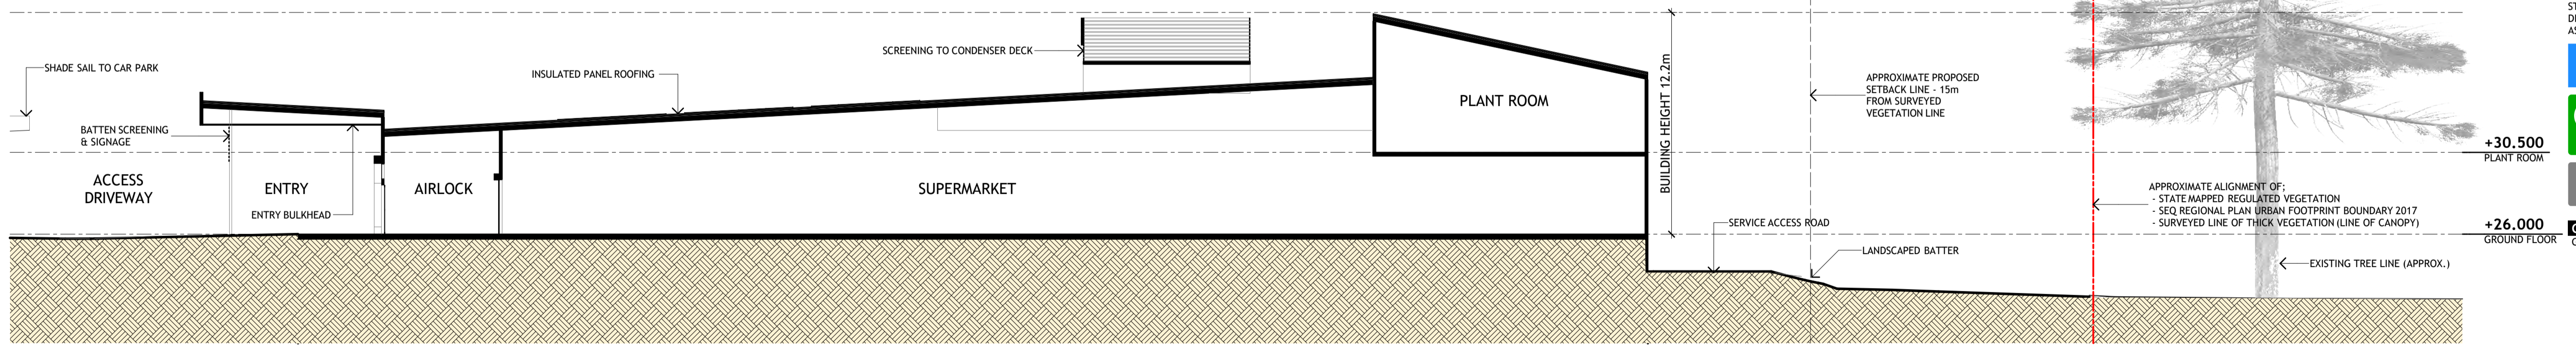 SHADE SAIL TO CAR PARK
BATTEN SCREENING
& SIGNAGE
ACCESS
DRIVEWAY
ENTRY
ENTRY BULKHEAD
AIRLOCK
INSULATED PANEL ROOFING
SCREENING TO CONDENSER DECK
SUPERMARKET
PLANT ROOM
BUILDING HEIGHT 12.2m
SERVICE ACCESS ROAD
APPROXIMATE PROPOSED
SETBACK LINE - 15m
FROM SURVEYED
VEGETATION LINE
LANDSCAPED BATTER
APPROXIMATE ALIGNMENT OF;
- STATE MAPPED REGULATED VEGETATION
- SEQ REGIONAL PLAN URBAN FOOTPRINT BOUNDARY 2017
- SURVEYED LINE OF THICK VEGETATION (LINE OF CANOPY)
EXISTING TREE LINE (APPROX.)
+30.500
PLANT ROOM
+26.000
GROUND FLOOR